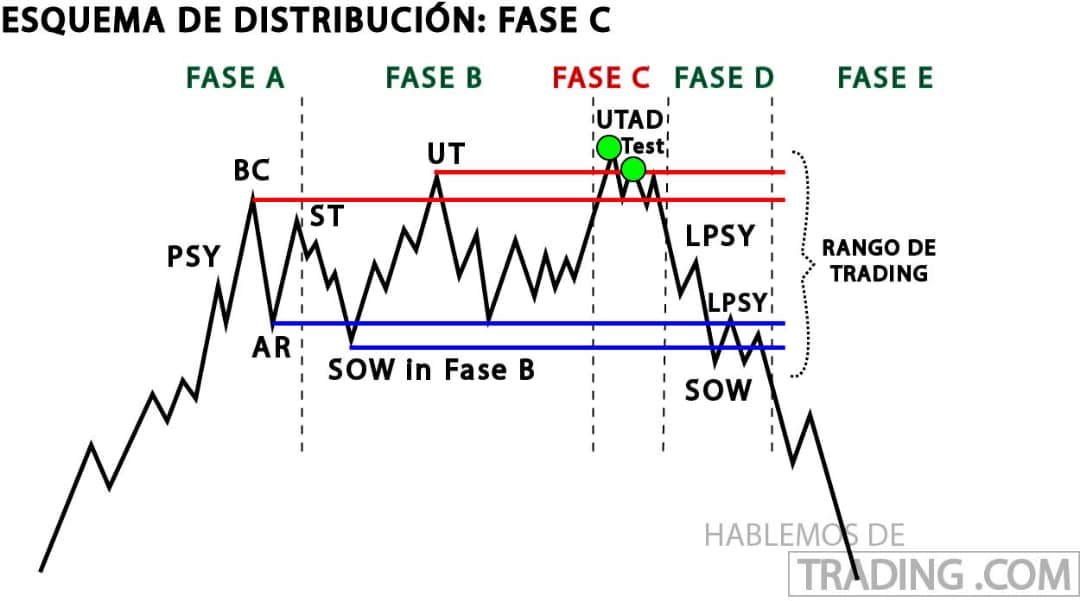 ESQUEMA DE DISTRIBUCIÓN: FASE C
FASE A FASE B FASE C FASE D FASE E
UTAD
Test
UT
BC
ST
PSY
LPSY
RANGO DE
TRADING
LPSY
AR
SOW in Fase B
SOW
HABLEMOS DE
TRADING .COM